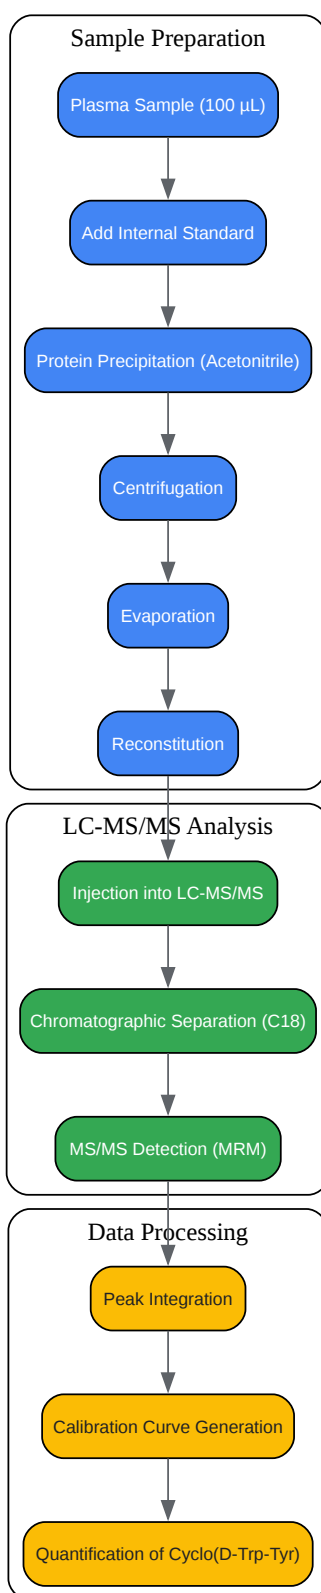 Sample Preparation
Plasma Sample (100 µL)
Add Internal Standard
Protein Precipitation (Acetonitrile)
Centrifugation
Evaporation
Reconstitution
LC-MS/MS Analysis
Injection into LC-MS/MS
Chromatographic Separation (C18)
MS/MS Detection (MRM)
Data Processing
Peak Integration
Calibration Curve Generation
Quantification of Cyclo(D-Trp-Tyr)